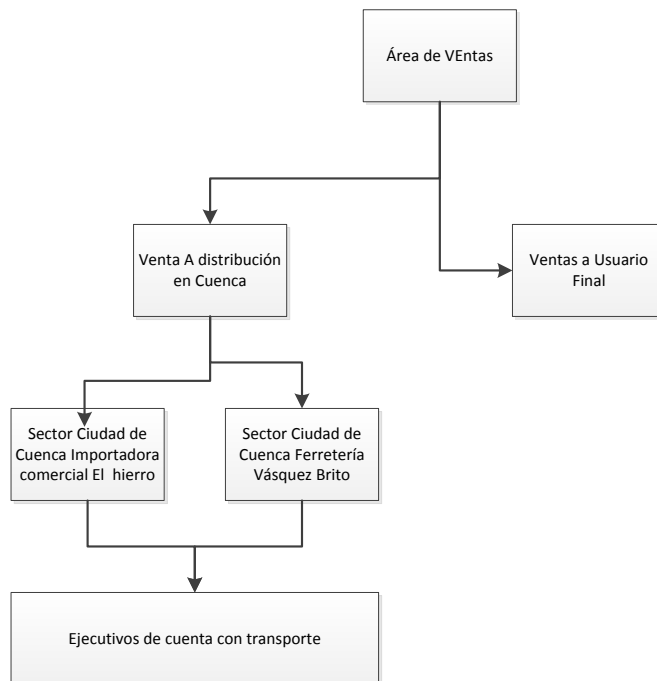 Área de VEntas
Venta A distribución
en Cuenca
Ventas a Usuario
Final
Sector Ciudad de
Cuenca Importadora
comercial El  hierro
Sector Ciudad de
Cuenca Ferretería
Vásquez Brito
Ejecutivos de cuenta con transporte